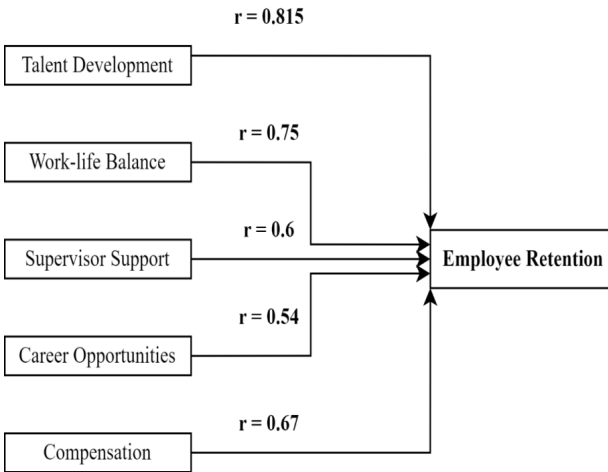 r = 0.815
Talent Development
r = 0.75
Work-life Balance
r = 0.6
Supervisor Support
Employee Retention
r = 0.54
Career Opportunities
r = 0.67
Compensation